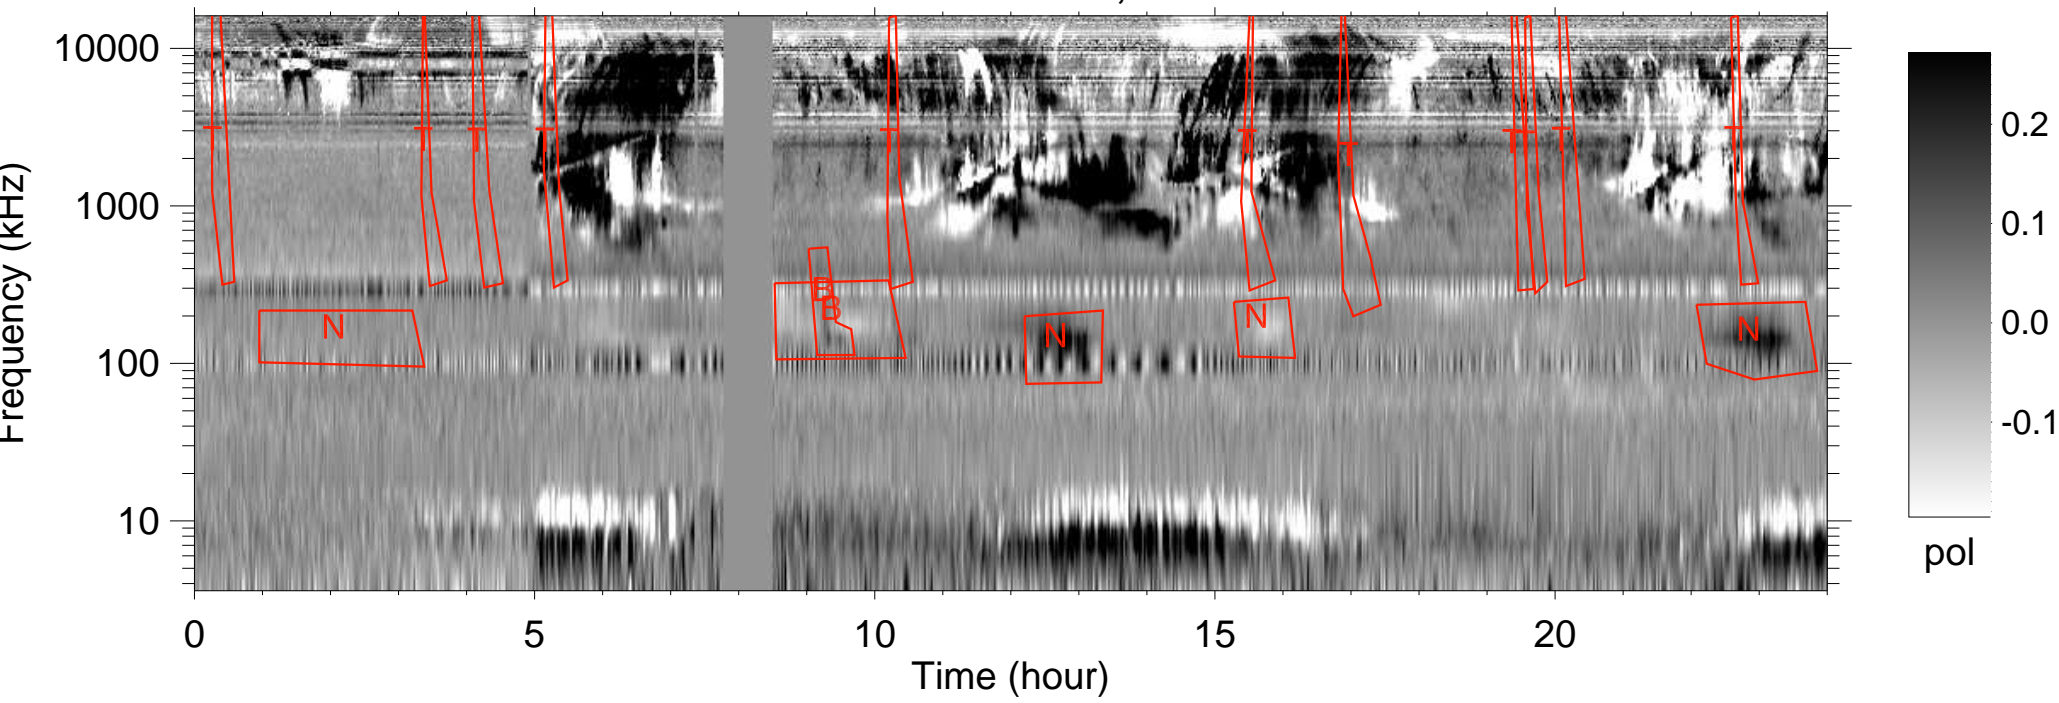 10000
1000
100
10
Frequency (kHz)
T T T T T T T T T T T T
N B B N N N
0 5 10 15 20
Time (hour)
0.2
0.1
0.0
-0.1
pol